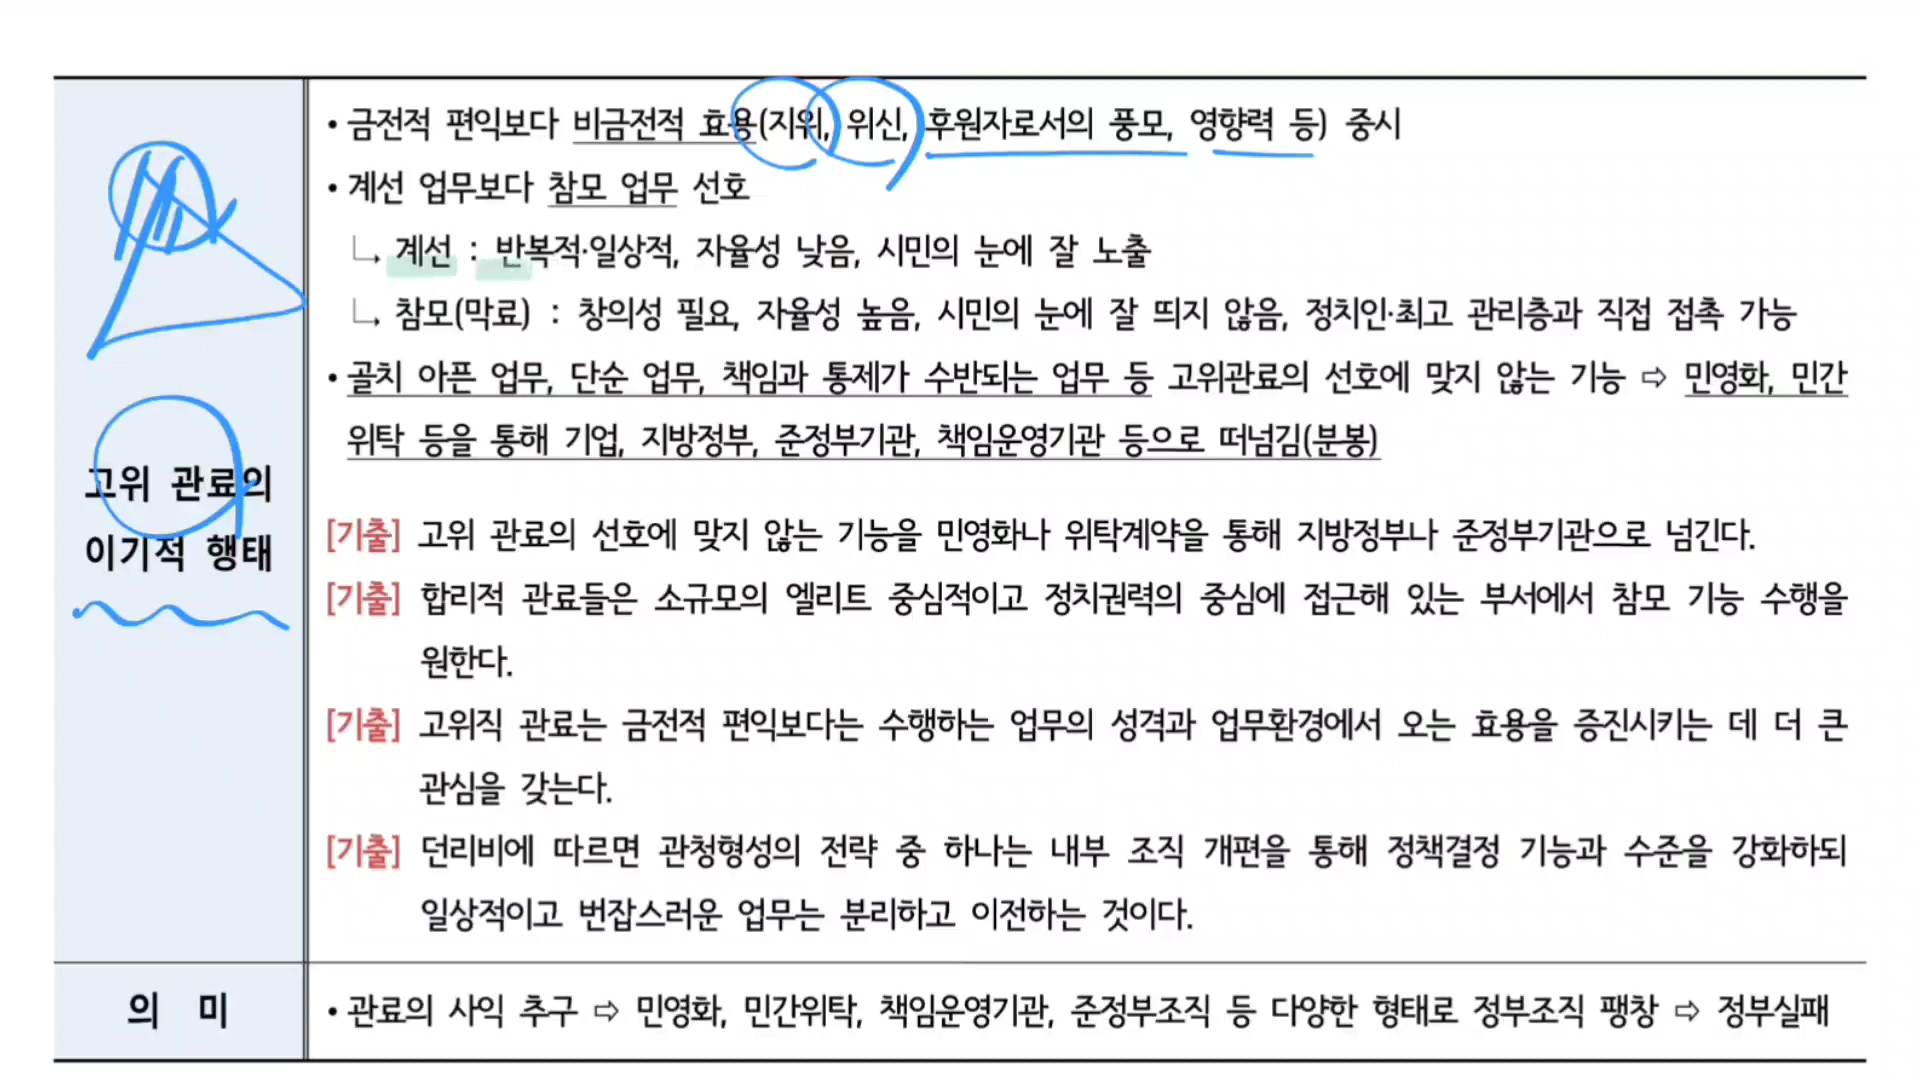 • 금전적 편익보다 비금전적 효용(지위, 위신, 후원자로서의 풍모, 영향력 등) 중시
• 계선 업무보다 참모 업무 선호
계선 : 반복적·일상적, 자율성 낮음, 시민의 눈에 잘 노출
참모(막료) : 창의성 필요, 자율성 높음, 시민의 눈에 잘 띄지 않음, 정치인·최고 관리층과 직접 접촉 가능
• 골치 아픈 업무, 단순 업무, 책임과 통제가 수반되는 업무 등 고위관료의 선호에 맞지 않는 기능 ⇨ 민영화, 민간
위탁 등을 통해 기업, 지방정부, 준정부기관, 책임운영기관 등으로 떠넘김(분봉)
고위 관료의
이기적 행태
[기출] 고위 관료의 선호에 맞지 않는 기능을 민영화나 위탁계약을 통해 지방정부나 준정부기관으로 넘긴다.
[기출] 합리적 관료들은 소규모의 엘리트 중심적이고 정치권력의 중심에 접근해 있는 부서에서 참모 기능 수행을
원한다.
[기출] 고위직 관료는 금전적 편익보다는 수행하는 업무의 성격과 업무환경에서 오는 효용을 증진시키는 데 더 큰
관심을 갖는다.
[기출] 던리비에 따르면 관청형성의 전략 중 하나는 내부 조직 개편을 통해 정책결정 기능과 수준을 강화하되
일상적이고 번잡스러운 업무는 분리하고 이전하는 것이다.
의 미
• 관료의 사익 추구 ⇨ 민영화, 민간위탁, 책임운영기관, 준정부조직 등 다양한 형태로 정부조직 팽창 ⇨ 정부실패